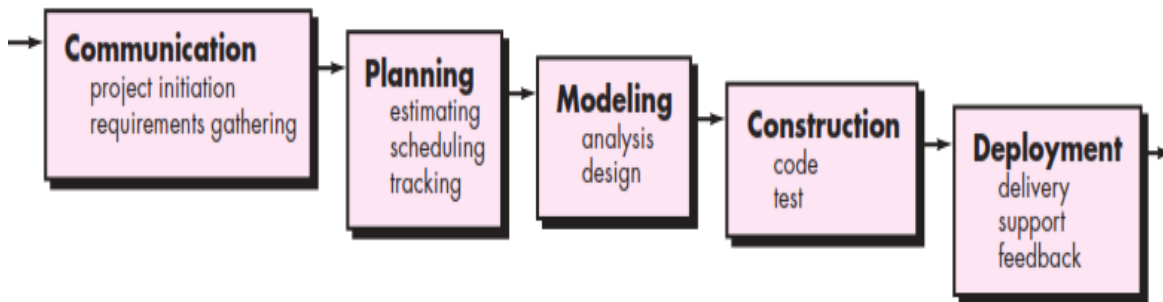 Communication
project initiation
requirements gathering
Planning
estimating
scheduling
tracking
Modeling
analysis
design
Construction
code
test
Deployment
delivery
support
feedback